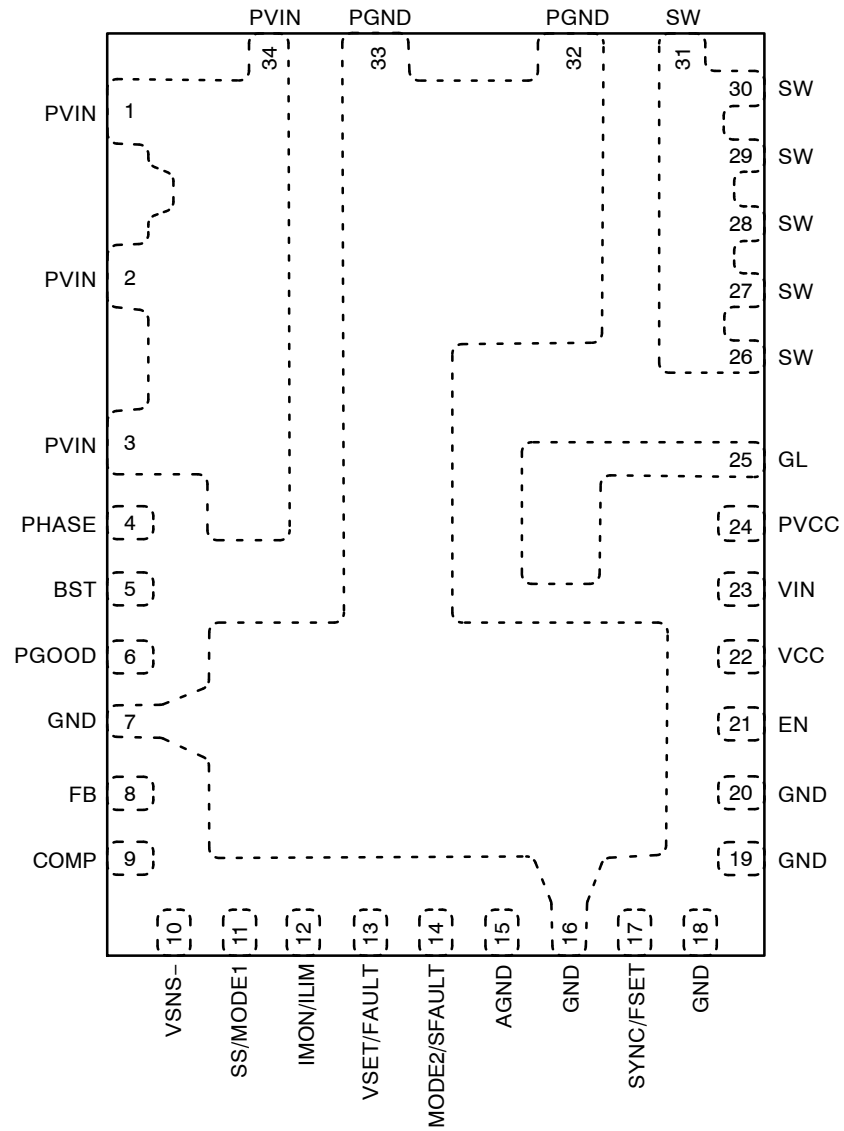 PVIN PGND PGND SW
34 33 32 31
PVIN 1
PVIN 2
PVIN 3
PHASE 4
BST 5
PGOOD 6
GND 7
FB 8
COMP 9
30 SW
29 SW
28 SW
27 SW
26 SW
25 GL
24 PVCC
23 VIN
22 VCC
21 EN
20 GND
19 GND
10 11 12 13 14 15 16 17 18
VSNS−
SS/MODE1
IMON/ILIM
VSET/FAULT
MODE2/SFAULT
AGND
GND
SYNC/FSET
GND